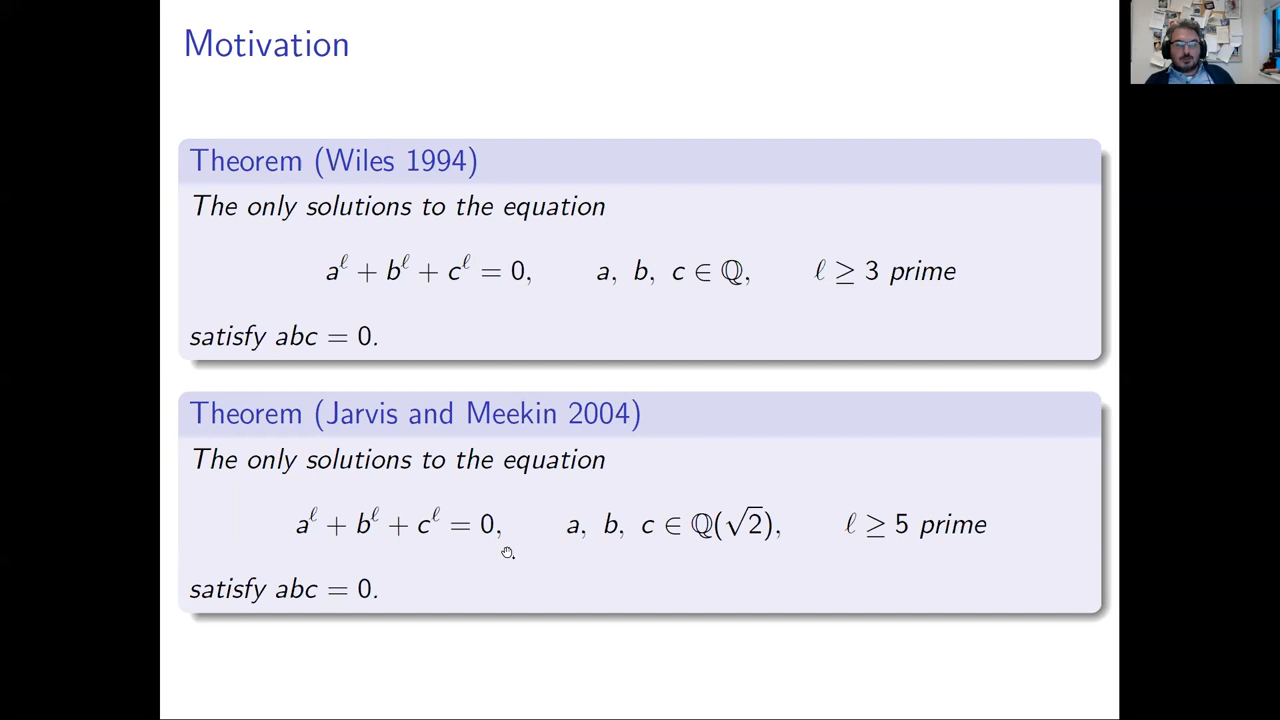 Motivation
Theorem (Wiles 1994)
The only solutions to the equation
a^ℓ + b^ℓ + c^ℓ = 0, a, b, c ∈ ℚ, ℓ ≥ 3 prime
satisfy abc = 0.
Theorem (Jarvis and Meekin 2004)
The only solutions to the equation
a^ℓ + b^ℓ + c^ℓ = 0, a, b, c ∈ ℚ(√2), ℓ ≥ 5 prime
satisfy abc = 0.